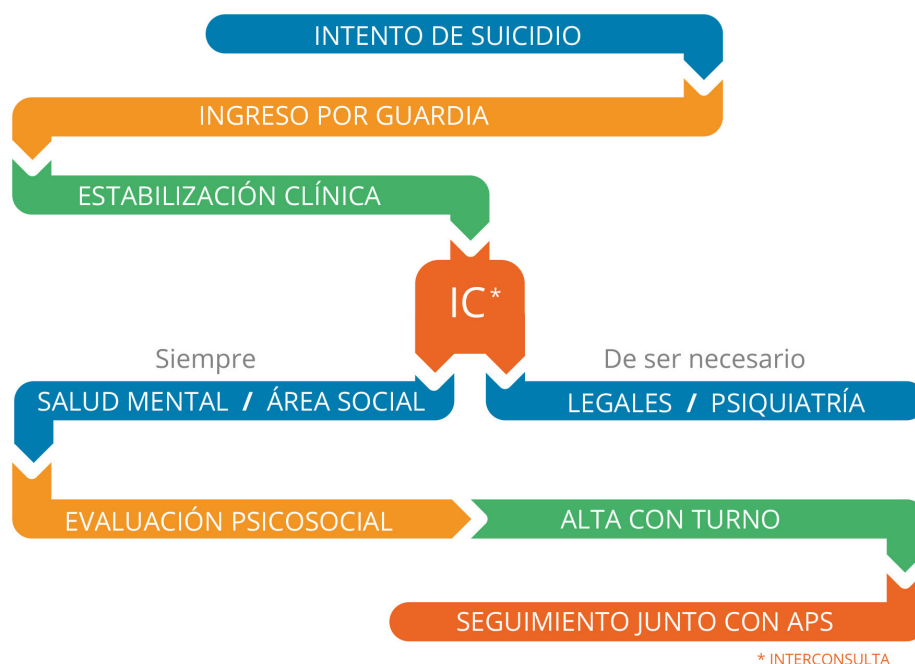 INTENTO DE SUICIDIO
INGRESO POR GUARDIA
ESTABILIZACIÓN CLÍNICA
IC*
Siempre
De ser necesario
SALUD MENTAL / ÁREA SOCIAL
LEGALES / PSIQUIATRÍA
EVALUACIÓN PSICOSOCIAL
ALTA CON TURNO
SEGUIMIENTO JUNTO CON APS
* INTERCONSULTA